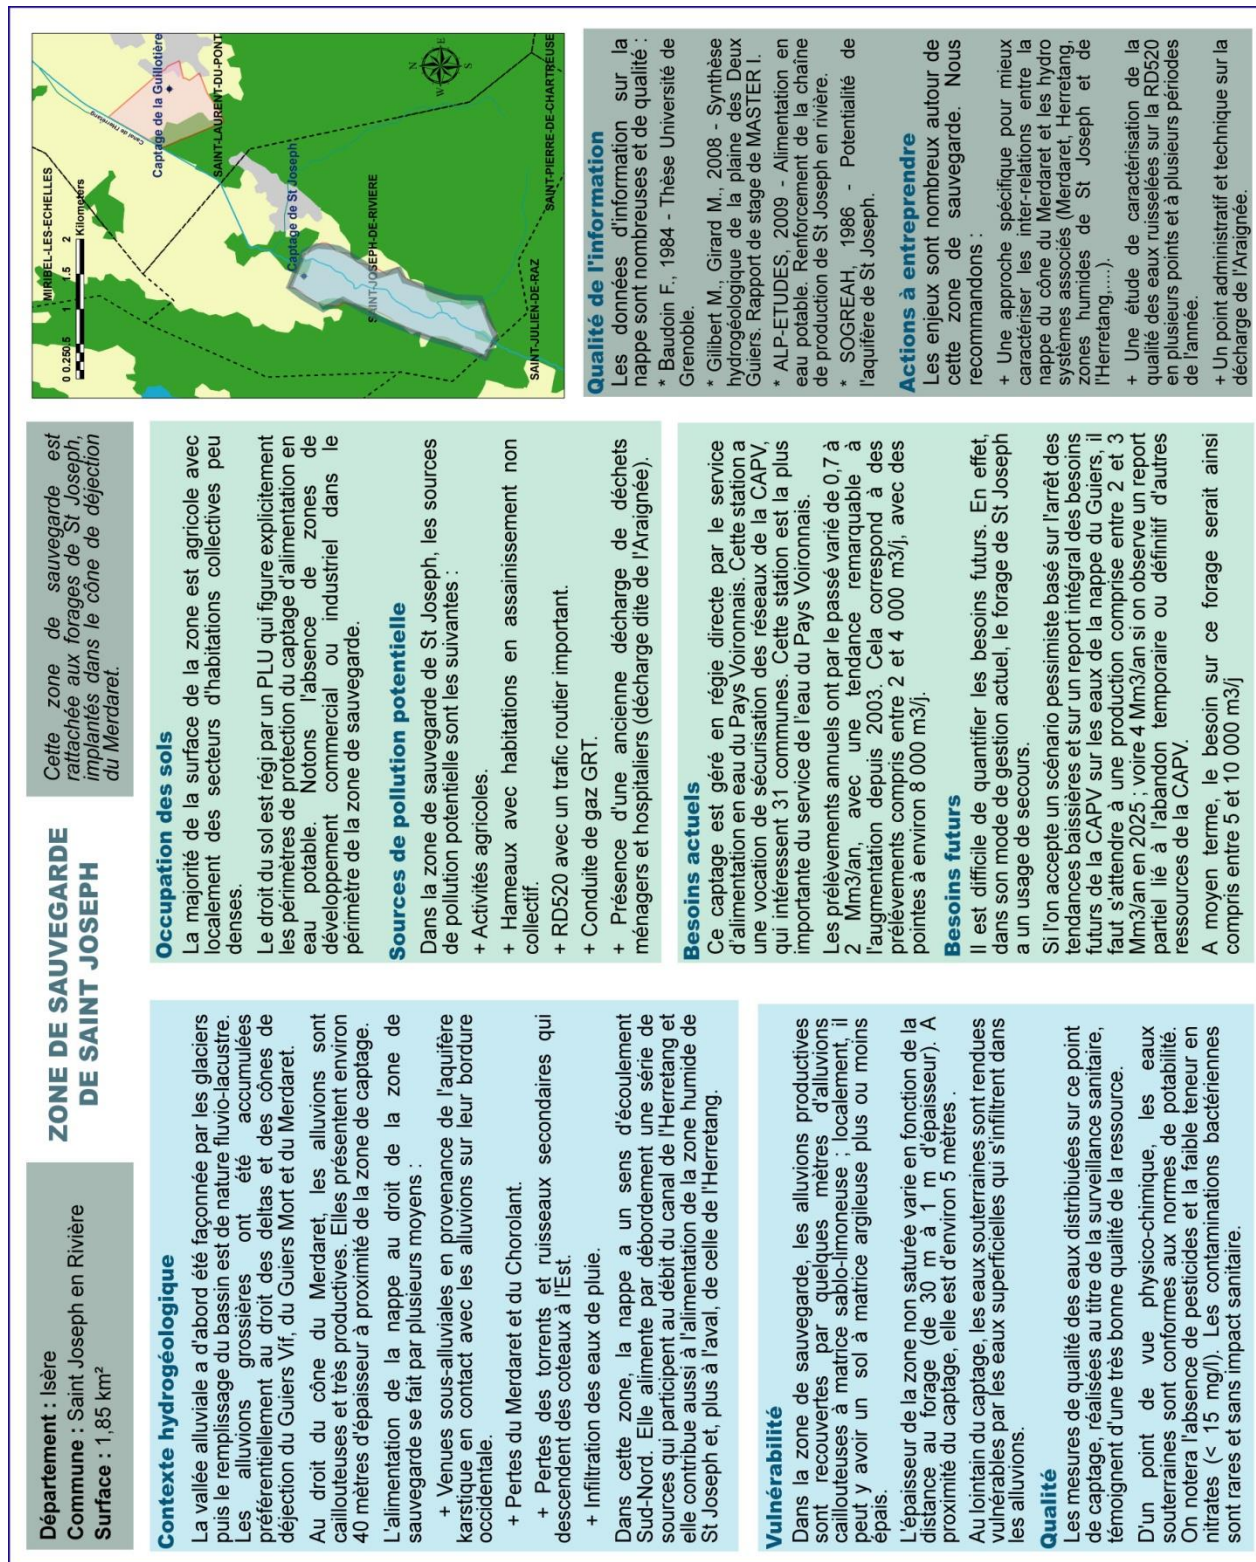 Département : Isère
Commune : Saint Joseph en Rivière
Surface : 1,85 km²
ZONE DE SAUVEGARDE
DE SAINT JOSEPH
Cette zone de sauvegarde est
rattachée aux forages de St Joseph,
implantés dans le cône de déjection
du Merdaret.
Contexte hydrogéologique
La vallée alluviale a d'abord été façonnée par les glaciers
puis le remplissage du bassin est de nature fluvio-lacustre.
Les alluvions grossières ont été accumulées
préférentiellement au droit des deltas et des cônes de
déjection du Guiers Vif, du Guiers Mort et du Merdaret.
Au droit du cône du Merdaret, les alluvions sont
caillouteuses et très productives. Elles présentent environ
40 mètres d'épaisseur à proximité de la zone de captage.
L'alimentation de la nappe au droit de la zone de
sauvegarde se fait par plusieurs moyens :
+ Venues sous-alluviales en provenance de l'aquifère
karstique en contact avec les alluvions sur leur bordure
occidentale.
+ Pertes du Merdaret et du Chorolant.
+ Pertes des torrents et ruisseaux secondaires qui
descendent des coteaux à l'Est.
+ Infiltration des eaux de pluie.
Dans cette zone, la nappe a un sens d'écoulement
Sud-Nord. Elle alimente par débordement une série de
sources qui participent au débit du canal de l'Herretang et
elle contribue aussi à l'alimentation de la zone humide de
St Joseph et, plus à l'aval, de celle de l'Herretang.
Vulnérabilité
Dans la zone de sauvegarde, les alluvions productives
sont recouvertes par quelques mètres d'alluvions
caillouteuses à matrice sablo-limoneuse ; localement, il
peut y avoir un sol à matrice argileuse plus ou moins
épais.
L'épaisseur de la zone non saturée varie en fonction de la
distance au forage (de 30 m à 1 m d'épaisseur). A
proximité du captage, elle est d'environ 5 mètres .
Au lointain du captage, les eaux souterraines sont rendues
vulnérables par les eaux superficielles qui s'infiltrent dans
les alluvions.
Qualité
Les mesures de qualité des eaux distribuées sur ce point
de captage, réalisées au titre de la surveillance sanitaire,
témoignent d'une très bonne qualité de la ressource.
D'un point de vue physico-chimique, les eaux
souterraines sont conformes aux normes de potabilité.
On notera l'absence de pesticides et la faible teneur en
nitrates (< 15 mg/l). Les contaminations bactériennes
sont rares et sans impact sanitaire.
Occupation des sols
La majorité de la surface de la zone est agricole avec
localement des secteurs d'habitations collectives peu
denses.
Le droit du sol est régi par un PLU qui figure explicitement
les périmètres de protection du captage d'alimentation en
eau potable. Notons l'absence de zones de
développement commercial ou industriel dans le
périmètre de la zone de sauvegarde.
Sources de pollution potentielle
Dans la zone de sauvegarde de St Joseph, les sources
de pollution potentielle sont les suivantes :
+ Activités agricoles.
+ Hameaux avec habitations en assainissement non
collectif.
+ RD520 avec un trafic routier important.
+ Conduite de gaz GRT.
+ Présence d'une ancienne décharge de déchets
ménagers et hospitaliers (décharge dite de l'Araignée).
Besoins actuels
Ce captage est géré en régie directe par le service
d'alimentation en eau du Pays Voironnais. Cette station a
une vocation de sécurisation des réseaux de la CAPV,
qui intéressent 31 communes. Cette station est la plus
importante du service de l'eau du Pays Voironnais.
Les prélèvements annuels ont par le passé varié de 0,7 à
2 Mm3/an, avec une tendance remarquable à
l'augmentation depuis 2003. Cela correspond à des
prélèvements compris entre 2 et 4 000 m3/j, avec des
pointes à environ 8 000 m3/j.
Besoins futurs
Il est difficile de quantifier les besoins futurs. En effet,
dans son mode de gestion actuel, le forage de St Joseph
a un usage de secours.
Si l'on accepte un scénario pessimiste basé sur l'arrêt des
tendances baissières et sur un report intégral des besoins
futurs de la CAPV sur les eaux de la nappe du Guiers, il
faut s'attendre à une production comprise entre 2 et 3
Mm3/an en 2025 ; voire 4 Mm3/an si on observe un report
partiel lié à l'abandon temporaire ou définitif d'autres
ressources de la CAPV.
A moyen terme, le besoin sur ce forage serait ainsi
compris entre 5 et 10 000 m3/j
MIRIBEL-LES-ECHELLES
0 0.250.5 1 1.5 2
Kilometers
Canal de l'Herrétang
Captage de la Guillotière
SAINT-LAURENT-DU-PONT
Captage de St Joseph
SAINT-JOSEPH-DE-RIVIERE
SAINT-JULIEN-DE-RAZ
SAINT-PIERRE-DE-CHARTREUSE
N
W E
S
Qualité de l'information
Les données d'information sur la
nappe sont nombreuses et de qualité :
* Baudoin F., 1984 - Thèse Université de
Grenoble.
* Gillbert M., Girard M., 2008 - Synthèse
hydrogéologique de la plaine des Deux
Guiers. Rapport de stage de MASTER I.
* ALP-ETUDES, 2009 - Alimentation en
eau potable. Renforcement de la chaîne
de production de St Joseph en rivière.
* SOGREAH, 1986 - Potentialité de
l'aquifère de St Joseph.
Actions à entreprendre
Les enjeux sont nombreux autour de
cette zone de sauvegarde. Nous
recommandons :
+ Une approche spécifique pour mieux
caractériser les inter-relations entre la
nappe du cône du Merdaret et les hydro
systèmes associés (Merdaret, Herretang,
zones humides de St Joseph et de
l'Herretang,....).
+ Une étude de caractérisation de la
qualité des eaux ruisselées sur la RD520
en plusieurs points et à plusieurs périodes
de l'année.
+ Un point administratif et technique sur la
décharge de l'Araignée.